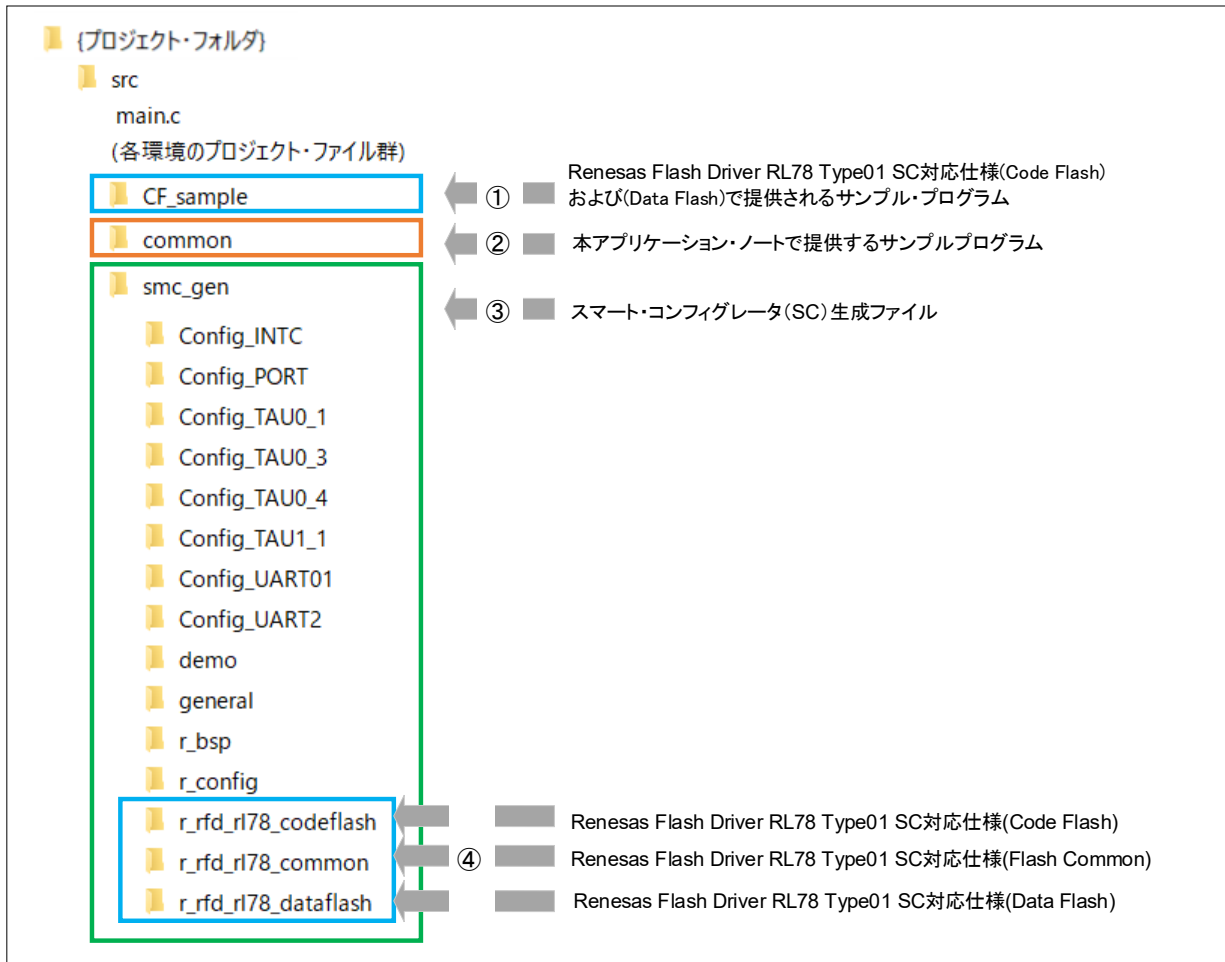 {プロジェクト・フォルダ}
src
main.c
(各環境のプロジェクト・ファイル群)
CF_sample
① Renesas Flash Driver RL78 Type01 SC対応仕様(Code Flash)
および(Data Flash)で提供されるサンプル・プログラム
common
② 本アプリケーション・ノートで提供するサンプルプログラム
smc_gen
③ スマート・コンフィグレータ(SC)生成ファイル
Config_INTC
Config_PORT
Config_TAU0_1
Config_TAU0_3
Config_TAU0_4
Config_TAU1_1
Config_UART01
Config_UART2
demo
general
r_bsp
r_config
r_rfd_rl78_codeflash
Renesas Flash Driver RL78 Type01 SC対応仕様(Code Flash)
r_rfd_rl78_common
④ Renesas Flash Driver RL78 Type01 SC対応仕様(Flash Common)
r_rfd_rl78_dataflash
Renesas Flash Driver RL78 Type01 SC対応仕様(Data Flash)